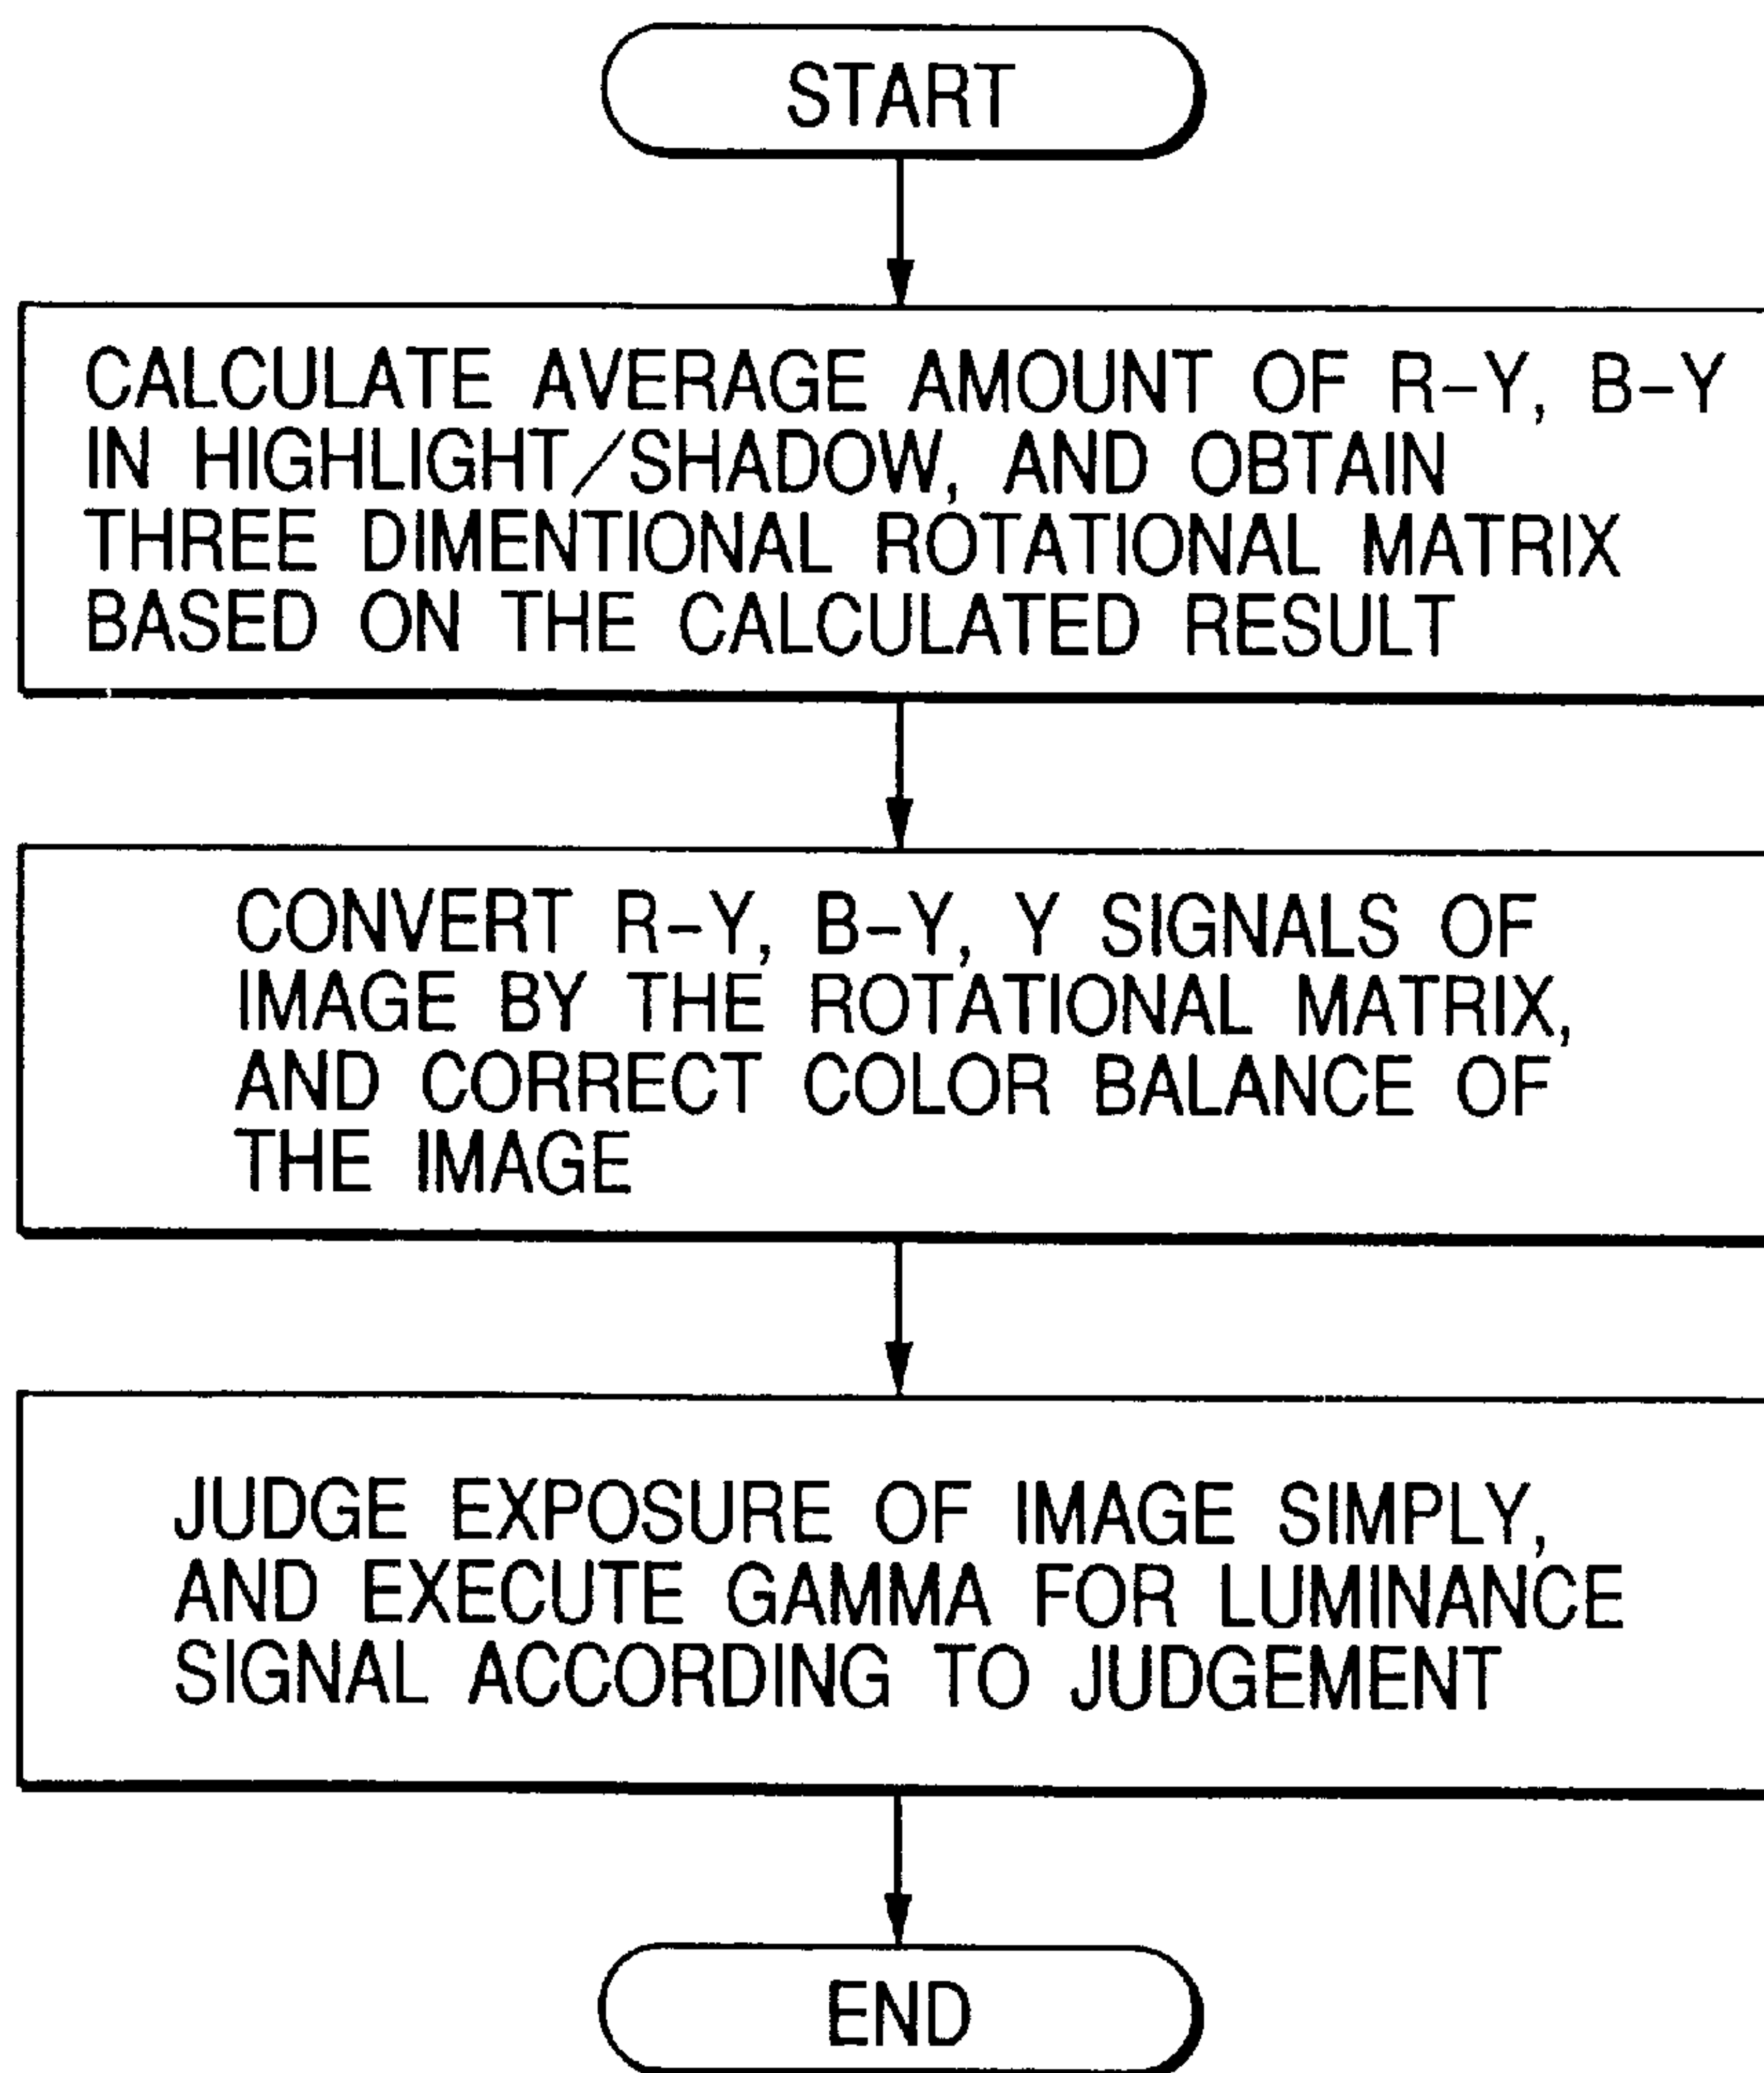 START
CALCULATE AVERAGE AMOUNT OF R-Y, B-Y
IN HIGHLIGHT/SHADOW, AND OBTAIN
THREE DIMENTIONAL ROTATIONAL MATRIX
BASED ON THE CALCULATED RESULT
CONVERT R-Y, B-Y, Y SIGNALS OF
IMAGE BY THE ROTATIONAL MATRIX,
AND CORRECT COLOR BALANCE OF
THE IMAGE
JUDGE EXPOSURE OF IMAGE SIMPLY,
AND EXECUTE GAMMA FOR LUMINANCE
SIGNAL ACCORDING TO JUDGEMENT
END